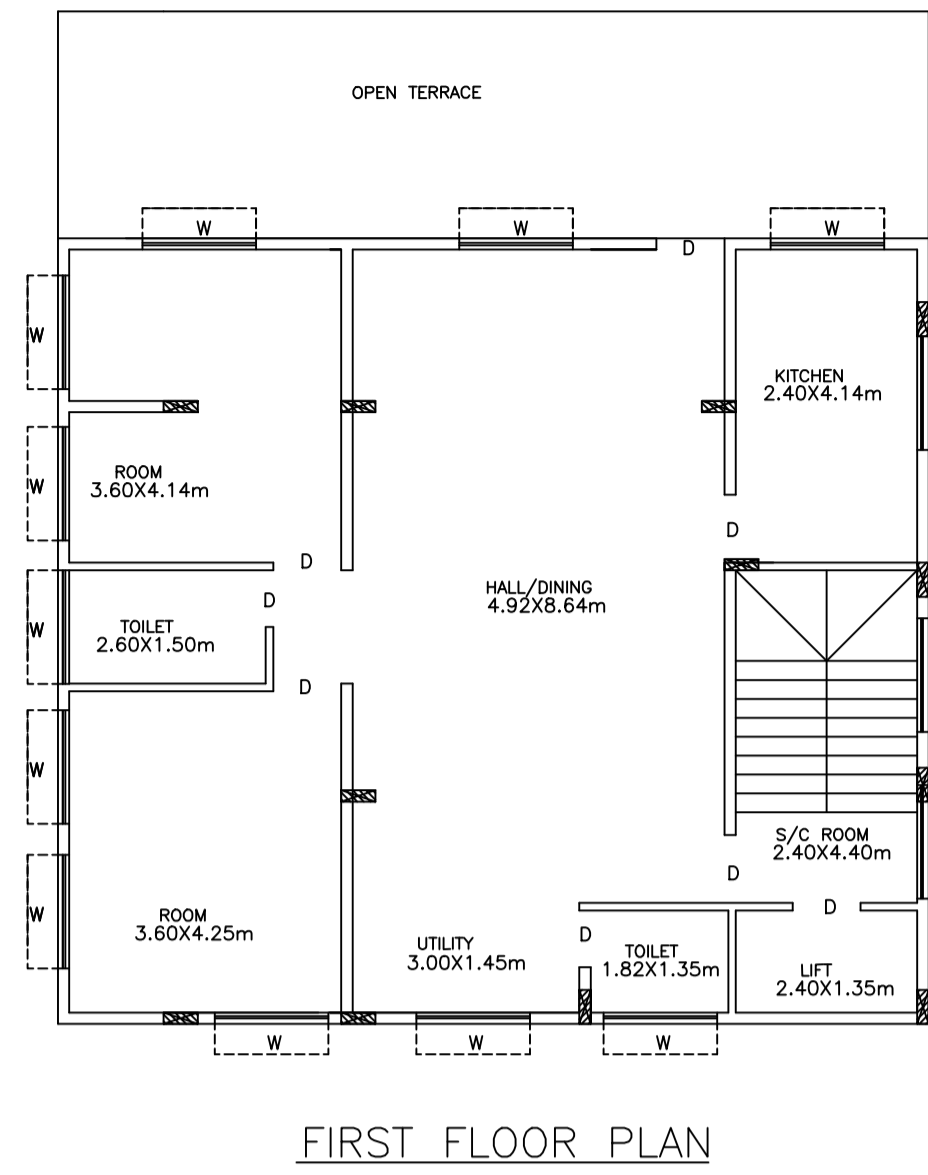 OPEN TERRACE
W
W
W
D
W
KITCHEN
2.40X4.14m
ROOM
3.60X4.14m
W
D
D
HALL/DINING
4.92X8.64m
D
TOILET
2.60X1.50m
W
D
W
S/C ROOM
2.40X4.40m
D
D
ROOM
3.60X4.25m
W
UTILITY
3.00X1.45m
D
TOILET
1.82X1.35m
LIFT
2.40X1.35m
W
W
W
FIRST FLOOR PLAN